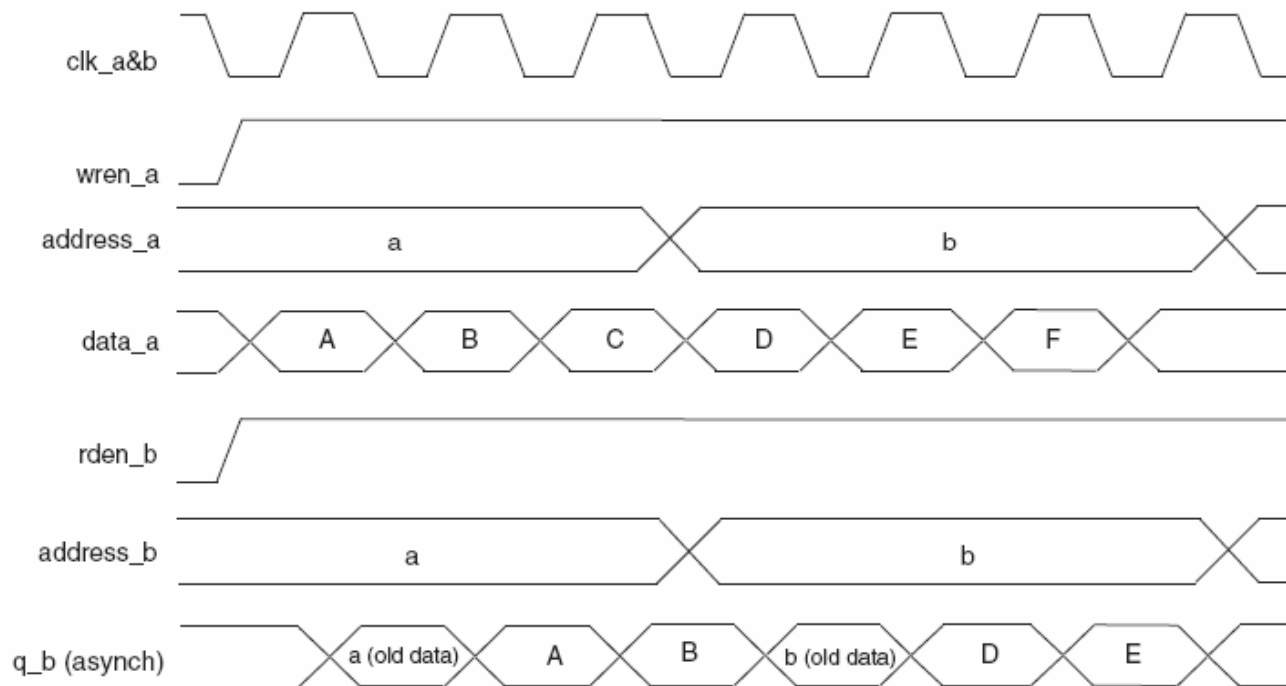 clk_a&b
wren_a
address_a a b
data_a A B C D E F
rden_b
address_b a b
q_b (asynch) a (old data) A B b (old data) D E